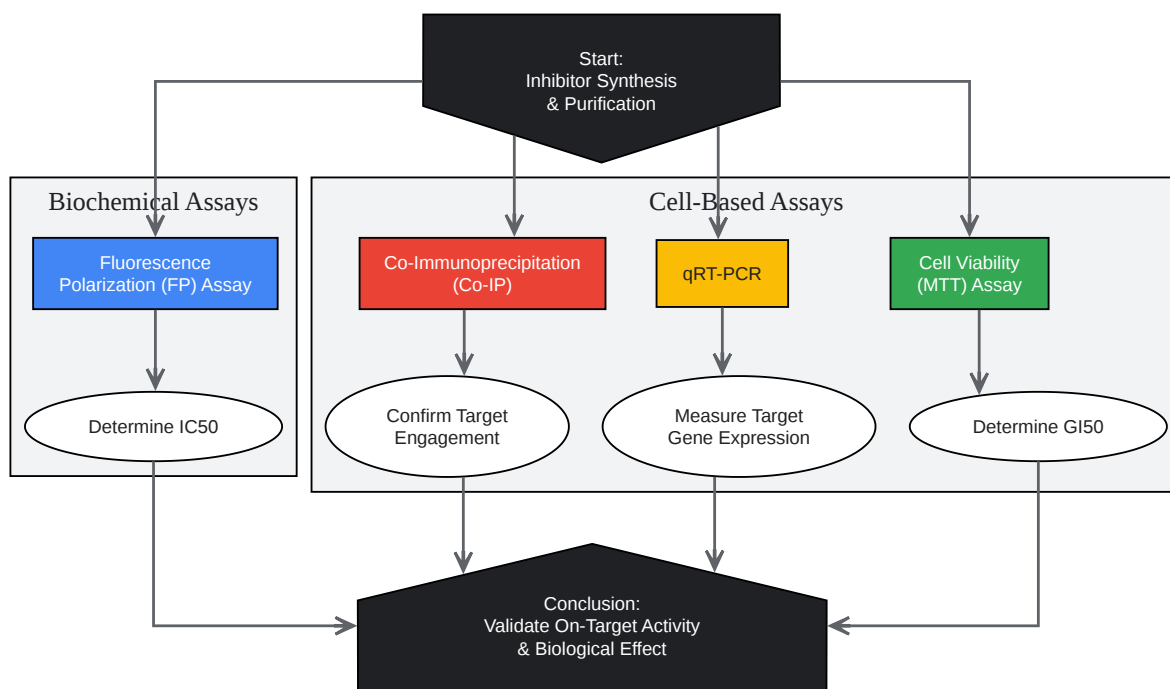 Start:
Inhibitor Synthesis
& Purification
Biochemical Assays
Cell-Based Assays
Fluorescence
Polarization (FP) Assay
Co-Immunoprecipitation
(Co-IP)
qRT-PCR
Cell Viability
(MTT) Assay
Determine IC50
Confirm Target
Engagement
Measure Target
Gene Expression
Determine GI50
Conclusion:
Validate On-Target Activity
& Biological Effect